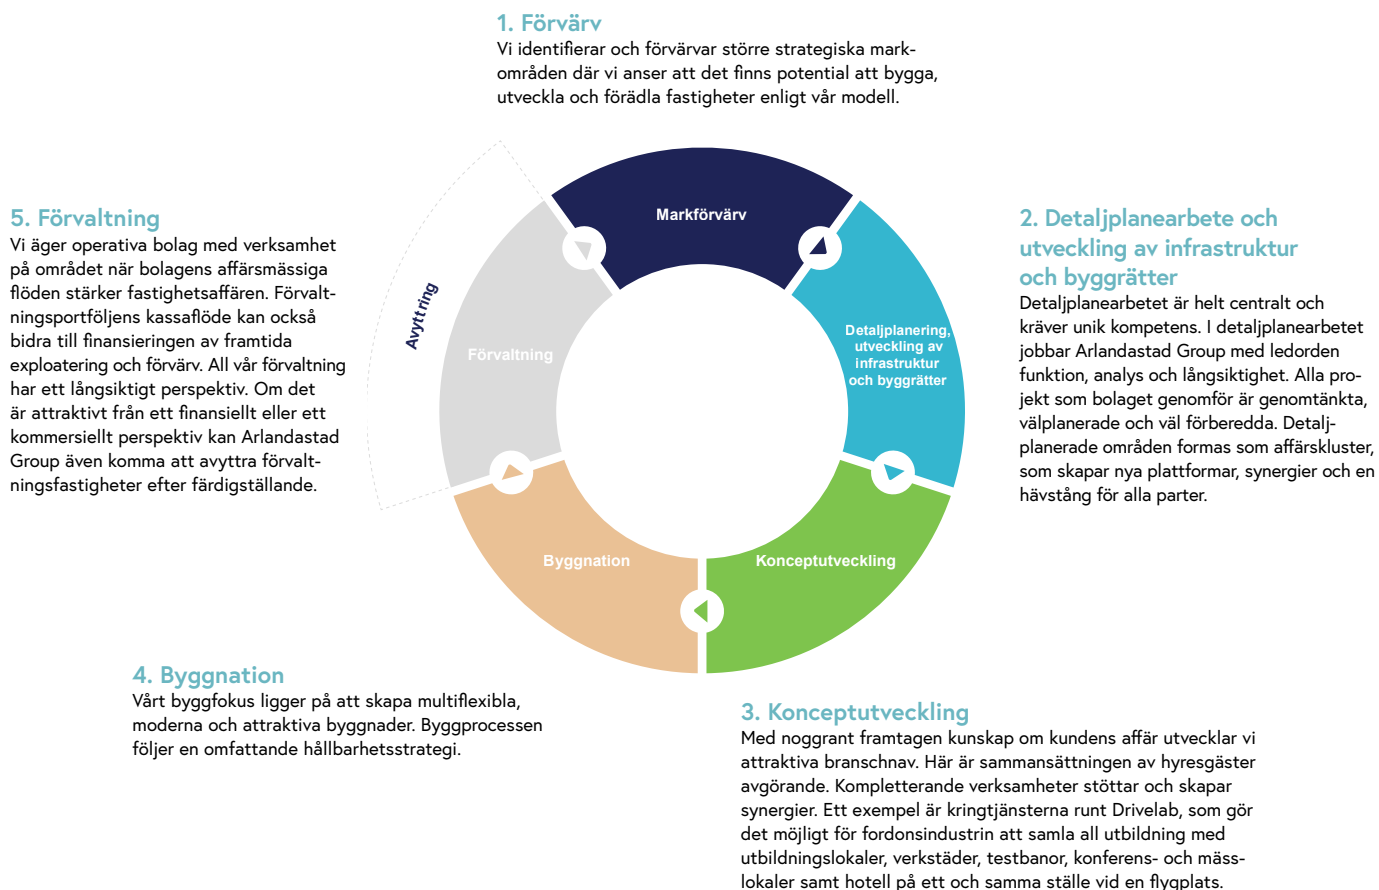 1. Förvärv
Vi identifierar och förvärvar större strategiska mark-
områden där vi anser att det finns potential att bygga,
utveckla och förädla fastigheter enligt vår modell.
Markförvärv
2. Detaljplanearbete och
utveckling av infrastruktur
och byggrätter
Detaljplanearbetet är helt centralt och
kräver unik kompetens. I detaljplanearbetet
jobbar Arlandastad Group med ledorden
funktion, analys och långsiktighet. Alla pro-
jekt som bolaget genomför är genomtänkta,
välplanerade och väl förberedda. Detalj-
planerade områden formas som affärskluster,
som skapar nya plattformar, synergier och en
hävstång för alla parter.
Detaljplanering,
utveckling av
infrastruktur
och byggrätter
Konceptutveckling
3. Konceptutveckling
Med noggrant framtagen kunskap om kundens affär utvecklar vi
attraktiva branschnav. Här är sammansättningen av hyresgäster
avgörande. Kompletterande verksamheter stöttar och skapar
synergier. Ett exempel är kringtjänsterna runt Drivelab, som gör
det möjligt för fordonsindustrin att samla all utbildning med
utbildningslokaler, verkstäder, testbanor, konferens- och mäss-
lokaler samt hotell på ett och samma ställe vid en flygplats.
Byggnation
4. Byggnation
Vårt byggfokus ligger på att skapa multiflexibla,
moderna och attraktiva byggnader. Byggprocessen
följer en omfattande hållbarhetsstrategi.
Förvaltning
Avyttring
5. Förvaltning
Vi äger operativa bolag med verksamhet
på området när bolagens affärsmässiga
flöden stärker fastighetsaffären. Förvalt-
ningsportföljens kassaflöde kan också
bidra till finansieringen av framtida
exploatering och förvärv. All vår förvaltning
har ett långsiktigt perspektiv. Om det
är attraktivt från ett finansiellt eller ett
kommersiellt perspektiv kan Arlandastad
Group även komma att avyttra förvalt-
ningsfastigheter efter färdigställande.